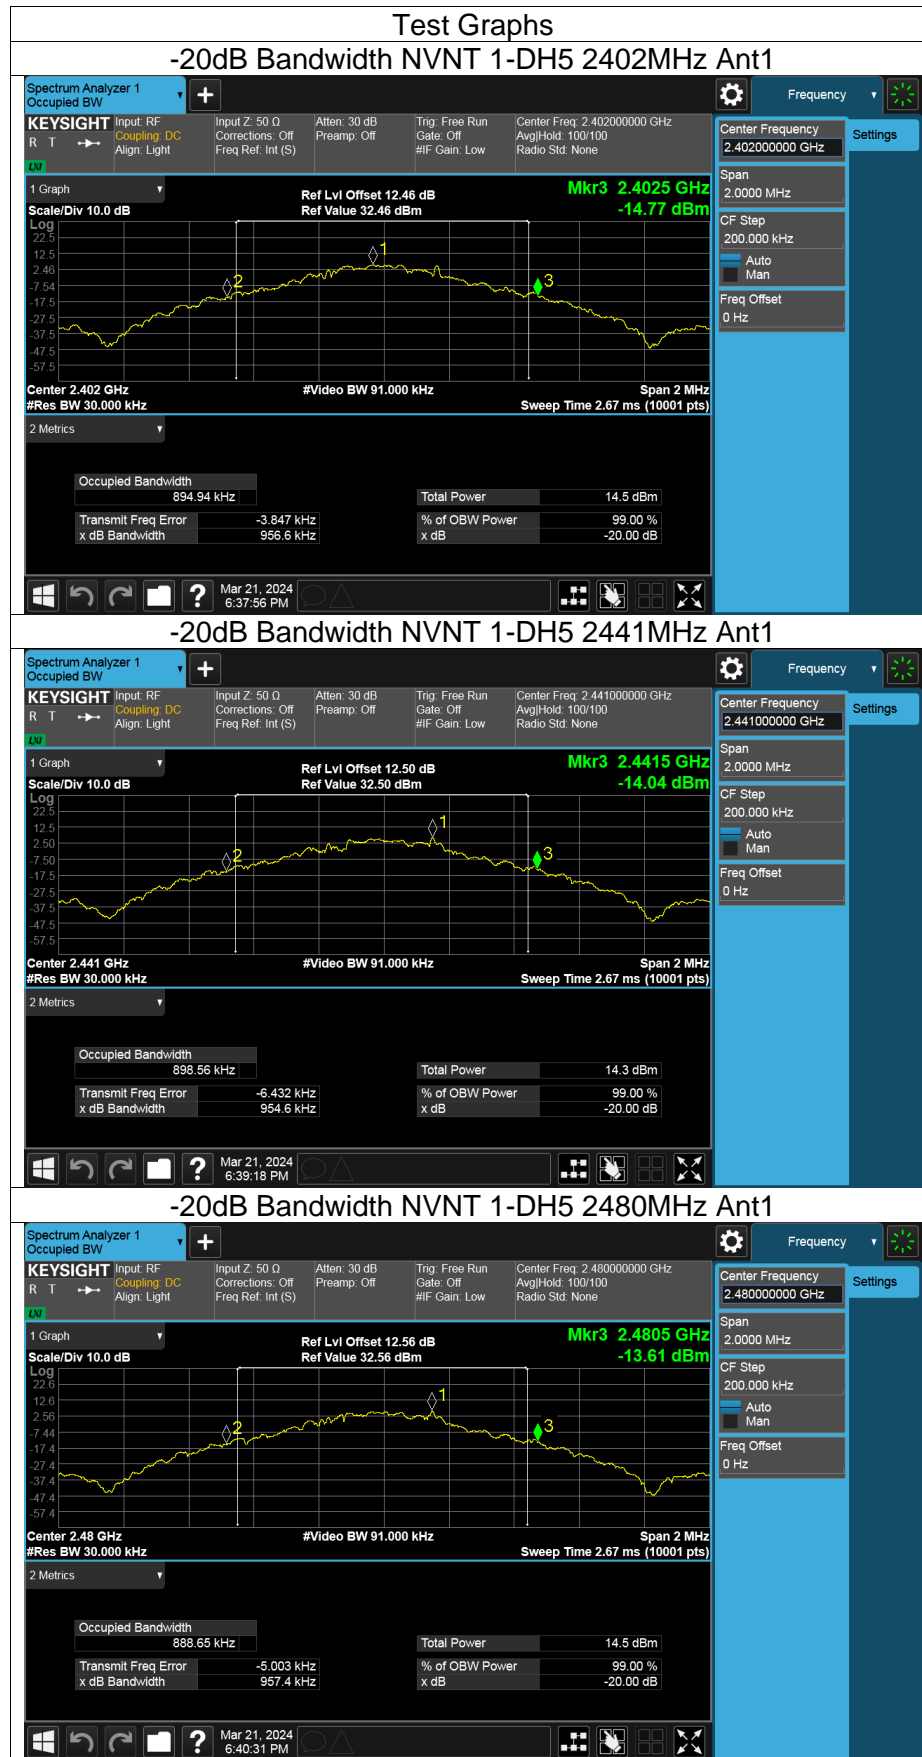 Test Graphs
-20dB Bandwidth NVNT 1-DH5 2402MHz Ant1
Spectrum Analyzer 1
Occupied BW
Frequency
KEYSIGHT Input: RF Input Z: 50 Ω Atten: 30 dB Trig: Free Run Center Freq: 2.402000000 GHz
R T Coupling: DC Corrections: Off Preamp: Off Gate: Off Avg|Hold: 100/100
Align: Light Freq Ref: Int (S) #IF Gain: Low Radio Std: None
LXI
Center Frequency
2.402000000 GHz
Settings
Span
2.0000 MHz
CF Step
200.000 kHz
Auto
Man
Freq Offset
0 Hz
1 Graph
Ref Lvl Offset 12.46 dB Mkr3 2.4025 GHz
Scale/Div 10.0 dB Ref Value 32.46 dBm -14.77 dBm
Log
22.5
12.5
2.46
-7.54
-17.5
-27.5
-37.5
-47.5
-57.5
1
2
3
Center 2.402 GHz #Video BW 91.000 kHz Span 2 MHz
#Res BW 30.000 kHz Sweep Time 2.67 ms (10001 pts)
2 Metrics
Occupied Bandwidth
894.94 kHz Total Power 14.5 dBm
Transmit Freq Error -3.847 kHz % of OBW Power 99.00 %
x dB Bandwidth 956.6 kHz x dB -20.00 dB
Mar 21, 2024
6:37:56 PM
-20dB Bandwidth NVNT 1-DH5 2441MHz Ant1
Spectrum Analyzer 1
Occupied BW
Frequency
KEYSIGHT Input: RF Input Z: 50 Ω Atten: 30 dB Trig: Free Run Center Freq: 2.441000000 GHz
R T Coupling: DC Corrections: Off Preamp: Off Gate: Off Avg|Hold: 100/100
Align: Light Freq Ref: Int (S) #IF Gain: Low Radio Std: None
LXI
Center Frequency
2.441000000 GHz
Settings
Span
2.0000 MHz
CF Step
200.000 kHz
Auto
Man
Freq Offset
0 Hz
1 Graph
Ref Lvl Offset 12.50 dB Mkr3 2.4415 GHz
Scale/Div 10.0 dB Ref Value 32.50 dBm -14.04 dBm
Log
22.5
12.5
2.50
-7.50
-17.5
-27.5
-37.5
-47.5
-57.5
1
2
3
Center 2.441 GHz #Video BW 91.000 kHz Span 2 MHz
#Res BW 30.000 kHz Sweep Time 2.67 ms (10001 pts)
2 Metrics
Occupied Bandwidth
898.56 kHz Total Power 14.3 dBm
Transmit Freq Error -6.432 kHz % of OBW Power 99.00 %
x dB Bandwidth 954.6 kHz x dB -20.00 dB
Mar 21, 2024
6:39:18 PM
-20dB Bandwidth NVNT 1-DH5 2480MHz Ant1
Spectrum Analyzer 1
Occupied BW
Frequency
KEYSIGHT Input: RF Input Z: 50 Ω Atten: 30 dB Trig: Free Run Center Freq: 2.480000000 GHz
R T Coupling: DC Corrections: Off Preamp: Off Gate: Off Avg|Hold: 100/100
Align: Light Freq Ref: Int (S) #IF Gain: Low Radio Std: None
LXI
Center Frequency
2.480000000 GHz
Settings
Span
2.0000 MHz
CF Step
200.000 kHz
Auto
Man
Freq Offset
0 Hz
1 Graph
Ref Lvl Offset 12.56 dB Mkr3 2.4805 GHz
Scale/Div 10.0 dB Ref Value 32.56 dBm -13.61 dBm
Log
22.6
12.6
2.56
-7.44
-17.4
-27.4
-37.4
-47.4
-57.4
1
2
3
Center 2.48 GHz #Video BW 91.000 kHz Span 2 MHz
#Res BW 30.000 kHz Sweep Time 2.67 ms (10001 pts)
2 Metrics
Occupied Bandwidth
888.65 kHz Total Power 14.5 dBm
Transmit Freq Error -5.003 kHz % of OBW Power 99.00 %
x dB Bandwidth 957.4 kHz x dB -20.00 dB
Mar 21, 2024
6:40:31 PM